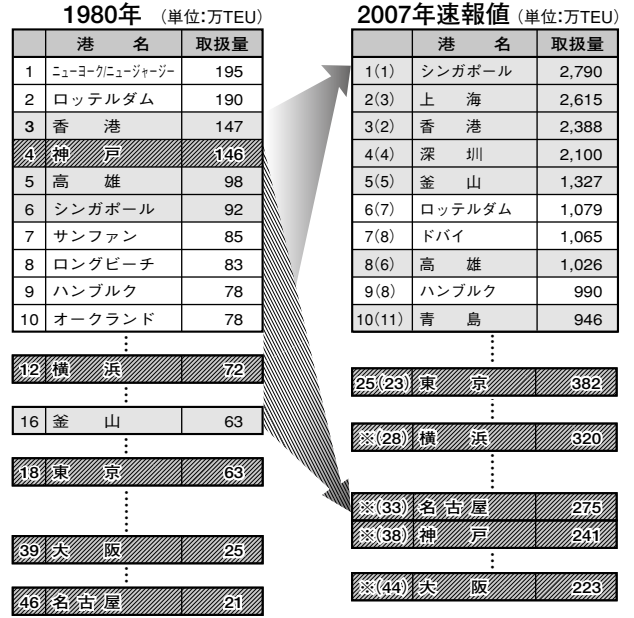 1980年 (単位:万TEU)
港 名 取扱量
1 ニューヨーク/ニュージャージー 195
2 ロッテルダム 190
3 香 港 147
4 神 戸 146
5 高 雄 98
6 シンガポール 92
7 サンファン 85
8 ロングビーチ 83
9 ハンブルク 78
10 オークランド 78
12 横 浜 72
16 釜 山 63
18 東 京 63
39 大 阪 25
46 名古屋 21
2007年速報値 (単位:万TEU)
港 名 取扱量
1(1) シンガポール 2,790
2(3) 上 海 2,615
3(2) 香 港 2,388
4(4) 深 圳 2,100
5(5) 釜 山 1,327
6(7) ロッテルダム 1,079
7(8) ドバイ 1,065
8(6) 高 雄 1,026
9(8) ハンブルク 990
10(11) 青 島 946
25(23) 東 京 382
※(28) 横 浜 320
※(33) 名古屋 275
※(38) 神 戸 241
※(44) 大 阪 223